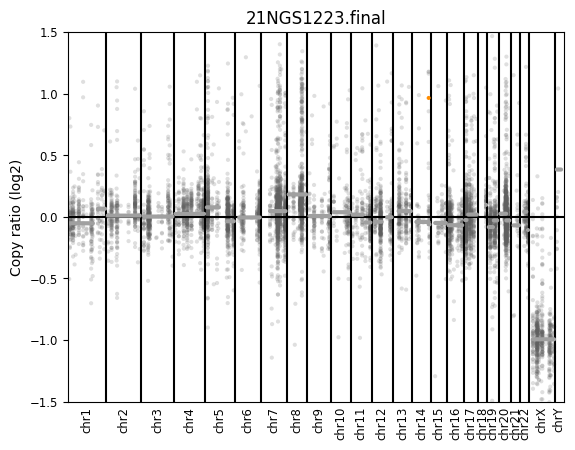 21NGS1223.final
Copy ratio (log2)
1.5
1.0
0.5
0.0
−0.5
−1.0
−1.5
chr1
chr2
chr3
chr4
chr5
chr6
chr7
chr8
chr9
chr10
chr11
chr12
chr13
chr14
chr15
chr16
chr17
chr18
chr19
chr20
chr21
chr22
chrX
chrY